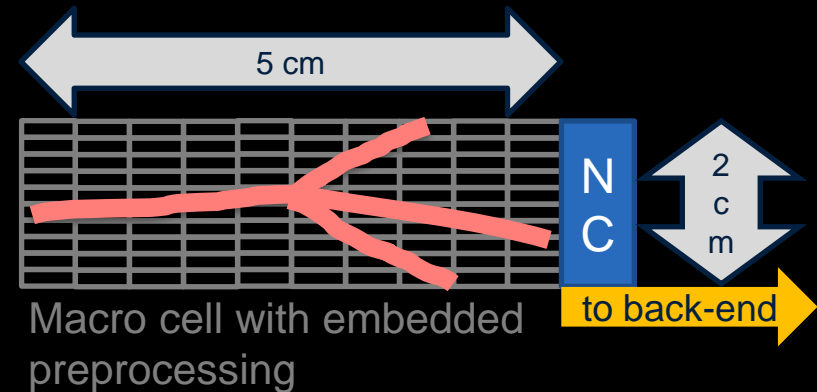 5 cm
N
C
2
c
m
to back-end
Macro cell with embedded
preprocessing